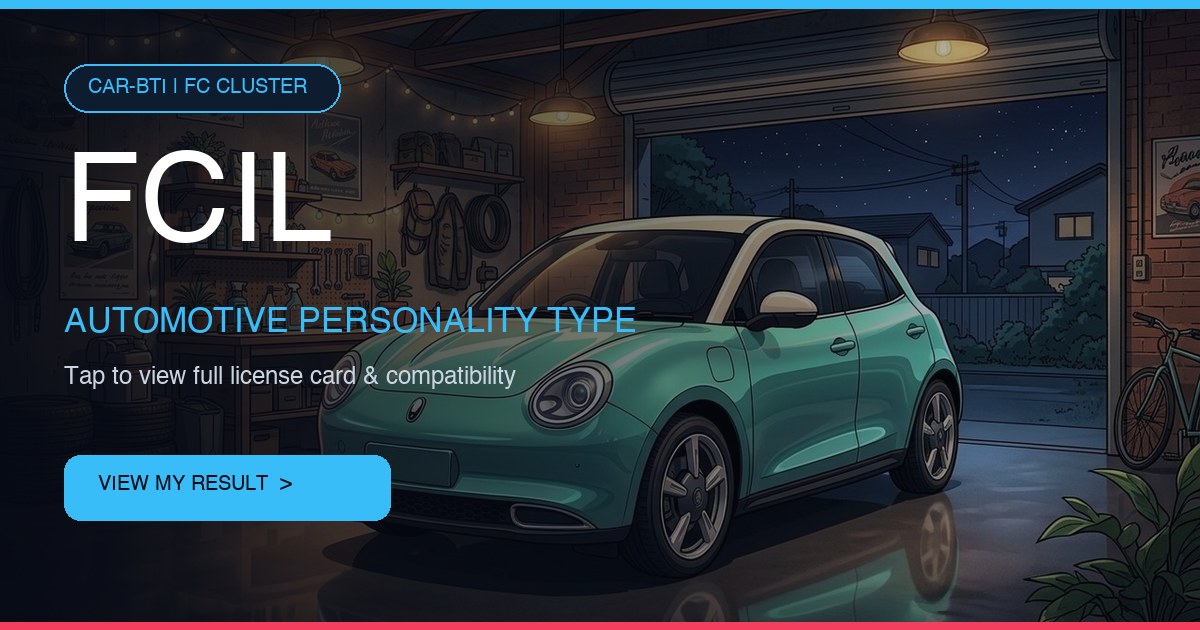 CAR-BTI | FC CLUSTER
FCIL
AUTOMOTIVE PERSONALITY TYPE
Tap to view full license card & compatibility
VIEW MY RESULT >